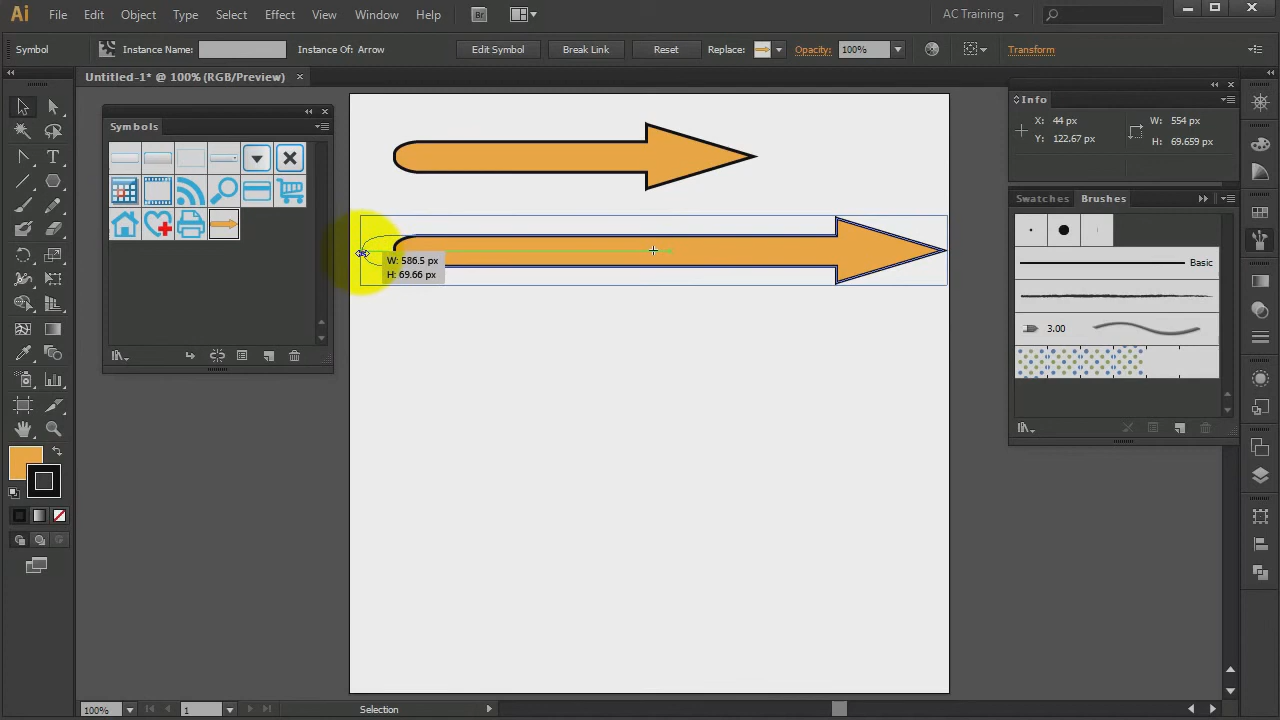 Ai File Edit Object Type Select Effect View Window Help Br AC Training
Symbol Instance Name: Instance Of: Arrow Edit Symbol Break Link Reset Replace: Opacity: 100% Transform
Untitled-1* @ 100% (RGB/Preview)
Symbols
Info
X: 44 px W: 554 px
Y: 122.67 px H: 69.659 px
Swatches Brushes
Basic
3.00
W: 586.5 px
H: 69.66 px
T
100% 1 Selection